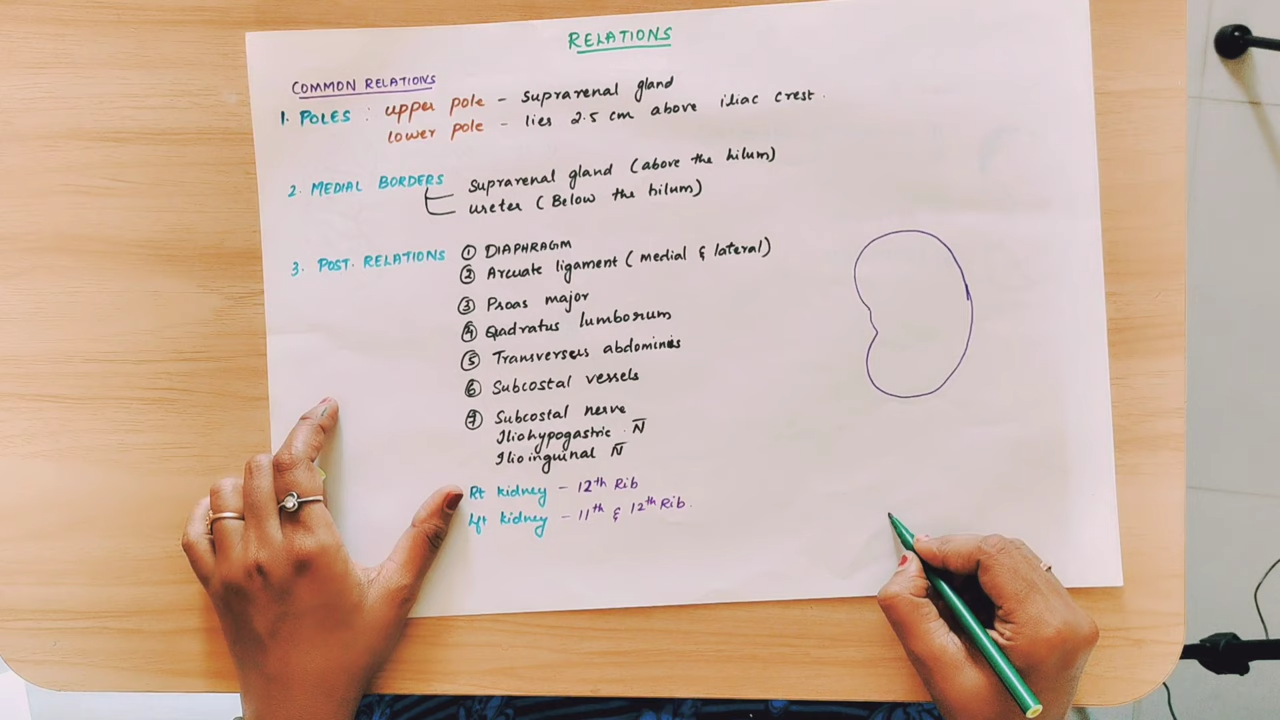 RELATIONS
COMMON RELATIONS
1. POLES : upper pole - suprarenal gland
lower pole - lies 2.5 cm above iliac crest.
2. MEDIAL BORDERS
Suprarenal gland (above the hilum)
ureter (Below the hilum)
3. POST. RELATIONS
① DIAPHRAGM
② Arcuate ligament (medial & lateral)
③ Psoas major
④ Qadratus lumborum
⑤ Transversus abdominis
⑥ Subcostal vessels
⑦ Subcostal nerve
Iliohypogastric N̅
Ilioinguinal N̅
Rt kidney - 12th Rib
Lft kidney - 11th & 12th Rib.